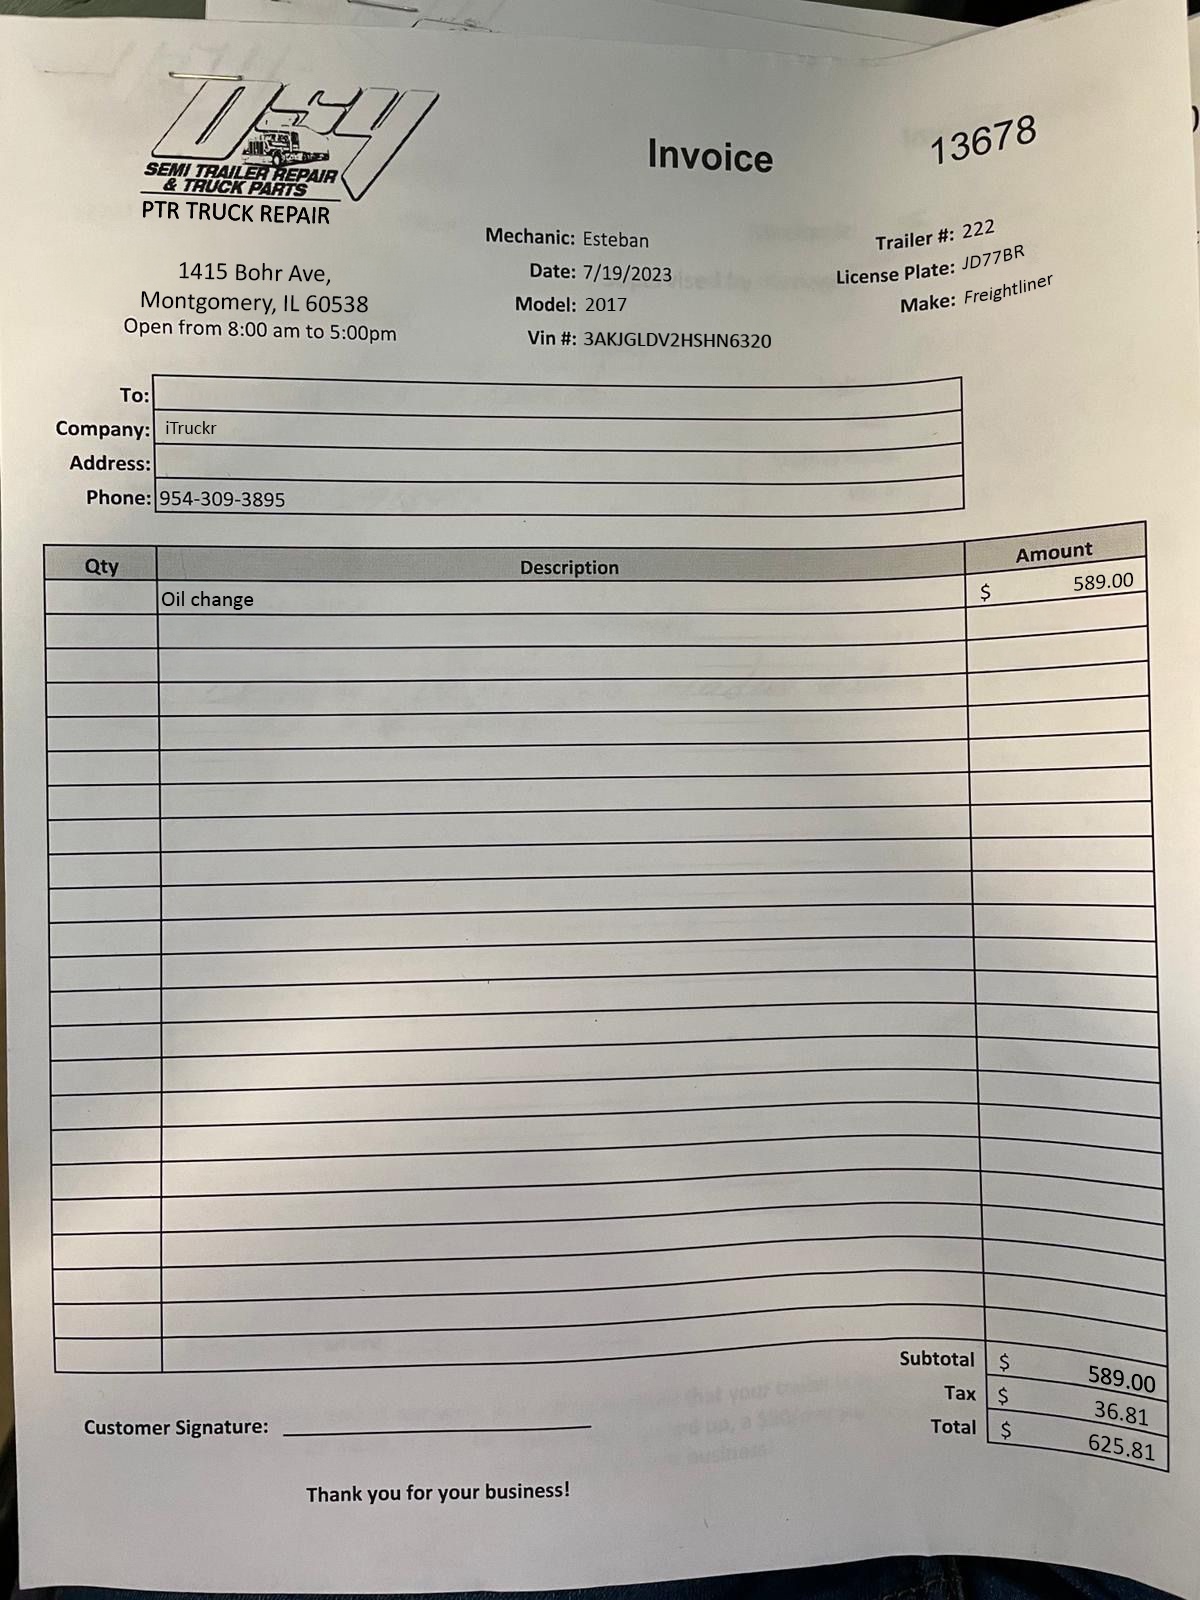 D&Y
SEMI TRAILER REPAIR
& TRUCK PARTS
PTR TRUCK REPAIR
1415 Bohr Ave,
Montgomery, IL 60538
Open from 8:00 am to 5:00pm
Invoice
13678
Mechanic: Esteban
Date: 7/19/2023
Model: 2017
Vin #: 3AKJGLDV2HSHN6320
Trailer #: 222
License Plate: JD77BR
Make: Freightliner
To:
Company: iTruckr
Address:
Phone: 954-309-3895
Qty Description Amount
Oil change $ 589.00
Subtotal $ 589.00
Tax $ 36.81
Total $ 625.81
Customer Signature:
Thank you for your business!